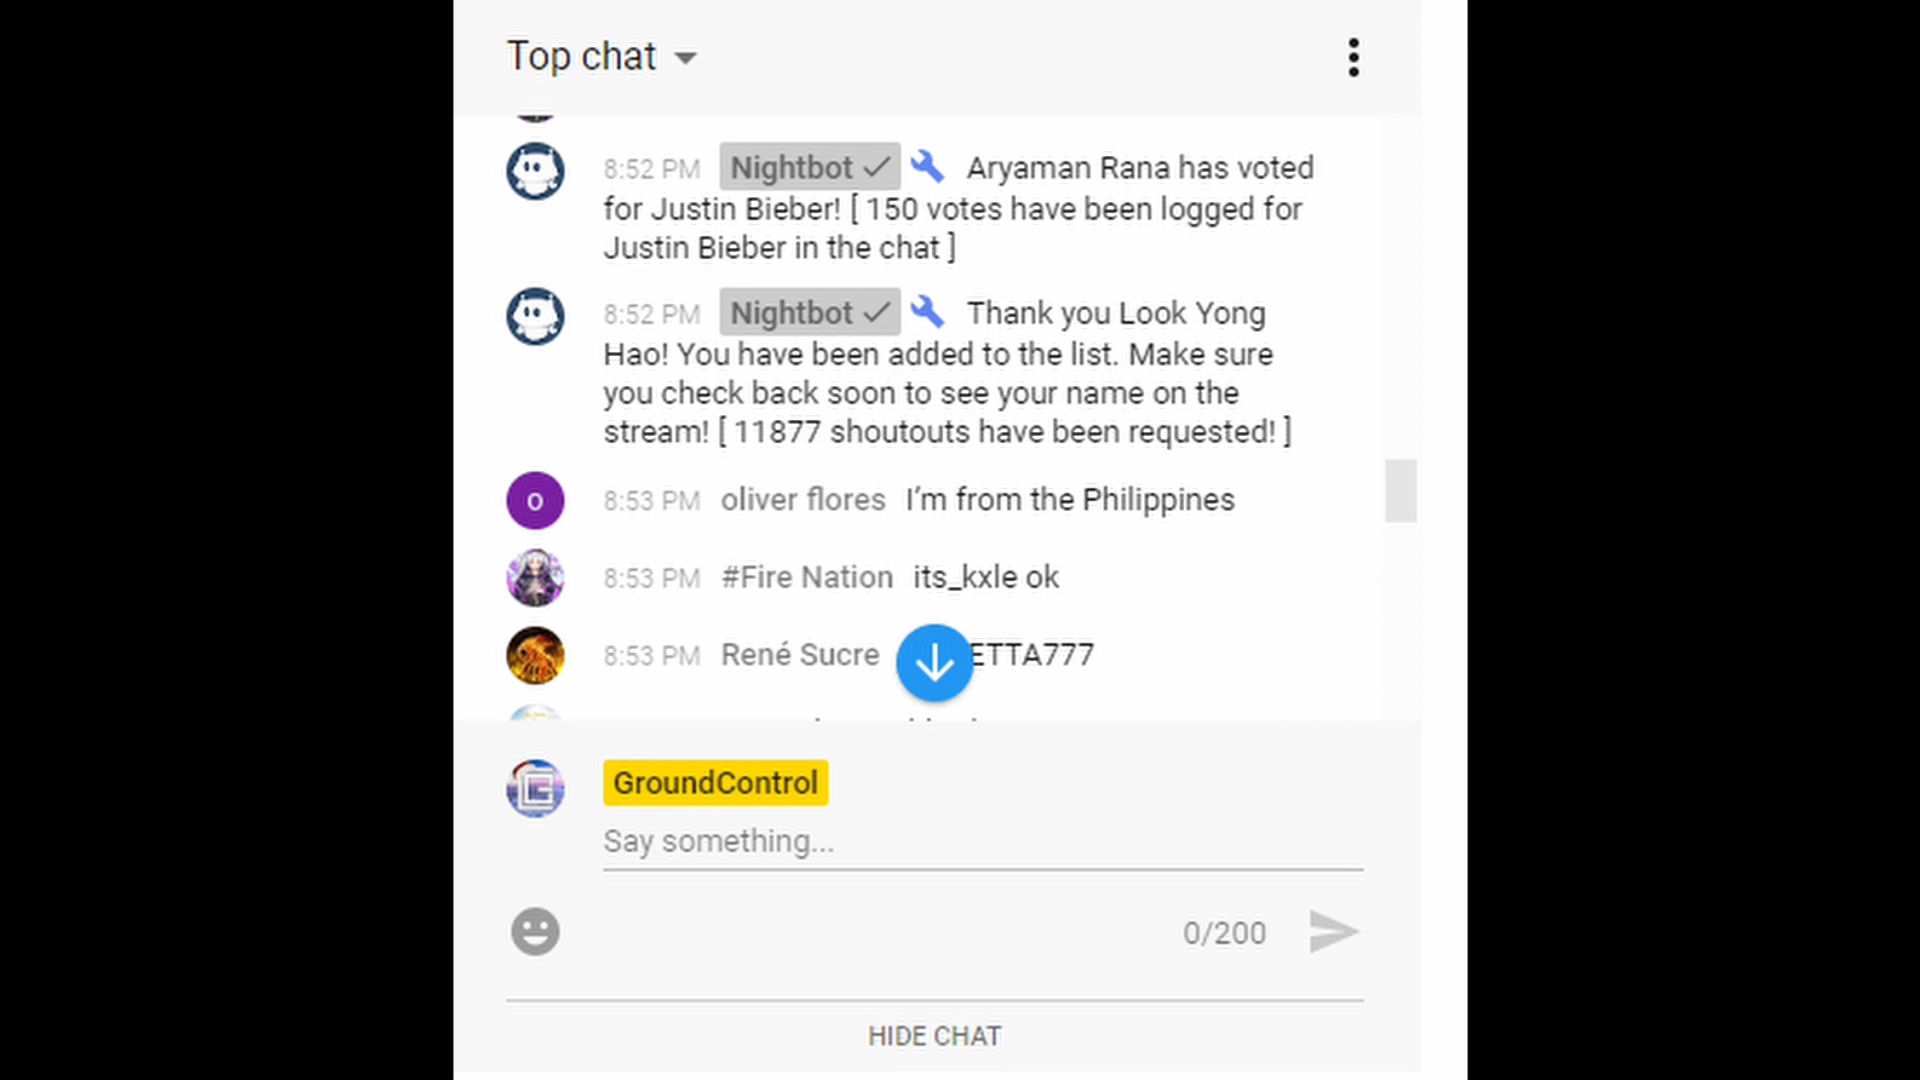 Top chat
8:52 PM Nightbot Aryaman Rana has voted
for Justin Bieber! [ 150 votes have been logged for
Justin Bieber in the chat ]
8:52 PM Nightbot Thank you Look Yong
Hao! You have been added to the list. Make sure
you check back soon to see your name on the
stream! [ 11877 shoutouts have been requested! ]
o
8:53 PM oliver flores I'm from the Philippines
8:53 PM #Fire Nation its_kxle ok
8:53 PM René Sucre ETTA777
GroundControl
Say something...
0/200
HIDE CHAT